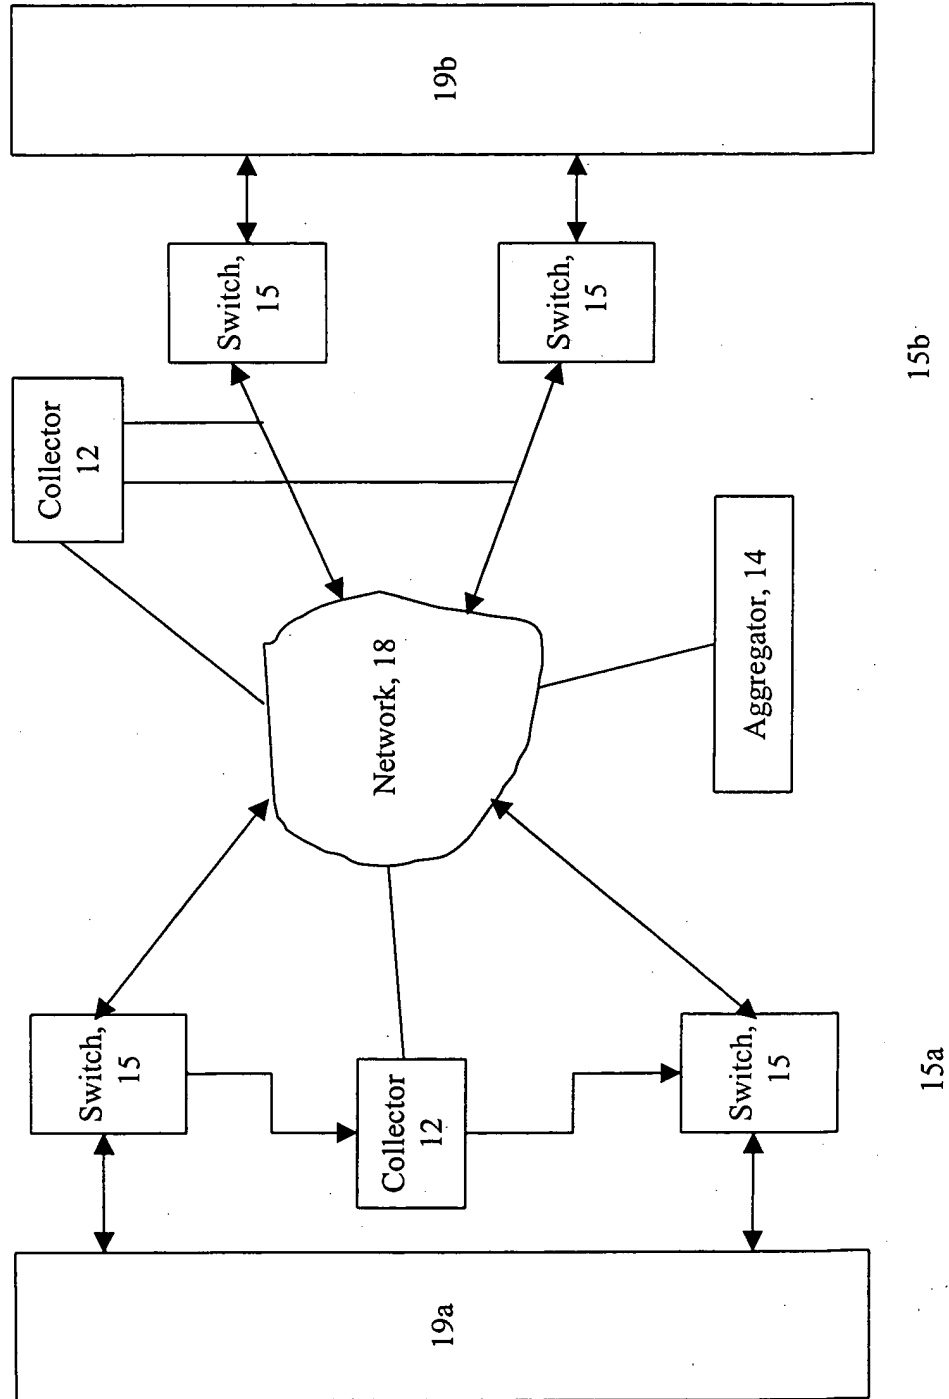 Collector
12
Switch,
15
Switch,
15
Network, 18
Collector
12
19a
19b
Switch,
15
Switch,
15
Aggregator, 14
15a
15b